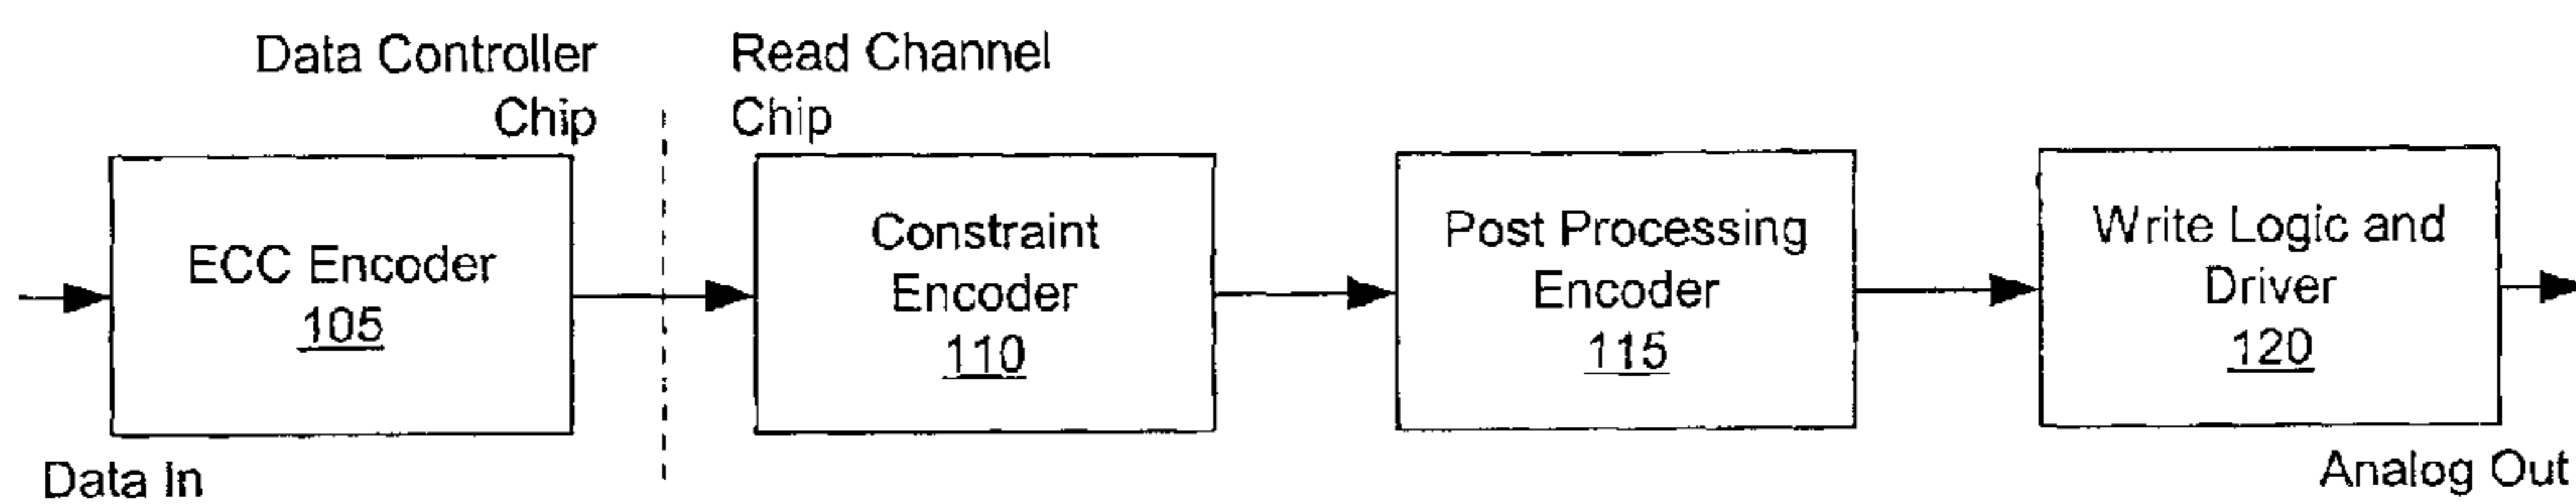 Data Controller
Chip
Read Channel
Chip
ECC Encoder
105
Constraint
Encoder
110
Post Processing
Encoder
115
Write Logic and
Driver
120
Data In
Analog Out